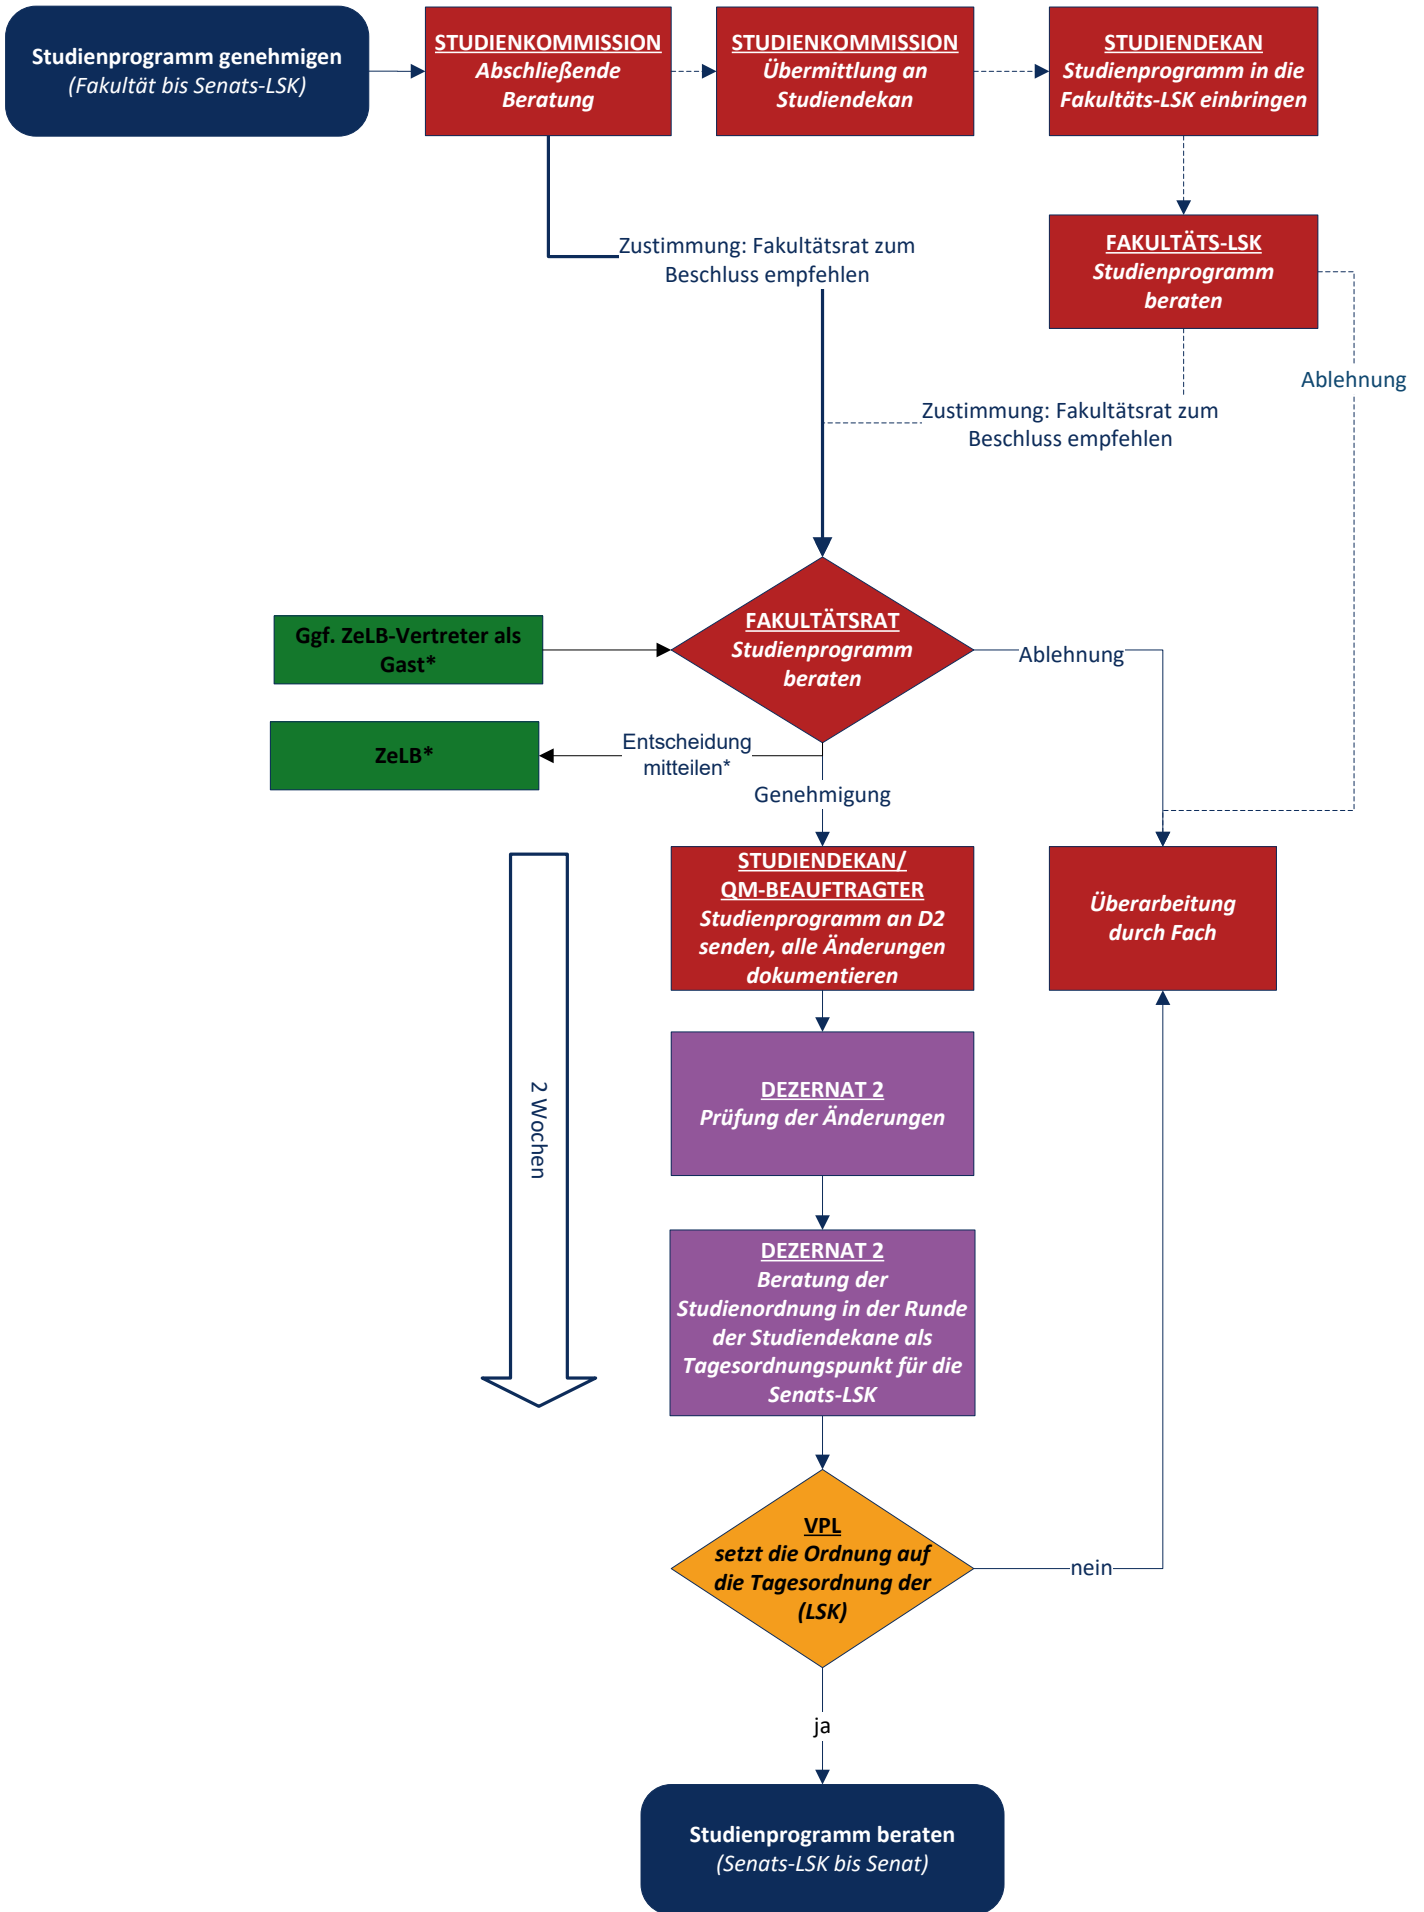 Studienprogramm genehmigen
(Fakultät bis Senats-LSK)
STUDIENKOMMISSION
Abschließende
Beratung
STUDIENKOMMISSION
Übermittlung an
Studiendekan
STUDIENDEKAN
Studienprogramm in die
Fakultäts-LSK einbringen
Zustimmung: Fakultätsrat zum
Beschluss empfehlen
FAKULTÄTS-LSK
Studienprogramm
beraten
Ablehnung
Zustimmung: Fakultätsrat zum
Beschluss empfehlen
Ggf. ZeLB-Vertreter als
Gast*
FAKULTÄTSRAT
Studienprogramm
beraten
Ablehnung
ZeLB*
Entscheidung
mitteilen*
Genehmigung
STUDIENDEKAN/
QM-BEAUFTRAGTER
Studienprogramm an D2
senden, alle Änderungen
dokumentieren
Überarbeitung
durch Fach
2 Wochen
DEZERNAT 2
Prüfung der Änderungen
DEZERNAT 2
Beratung der
Studienordnung in der Runde
der Studiendekane als
Tagesordnungspunkt für die
Senats-LSK
VPL
setzt die Ordnung auf
die Tagesordnung der
(LSK)
nein
ja
Studienprogramm beraten
(Senats-LSK bis Senat)